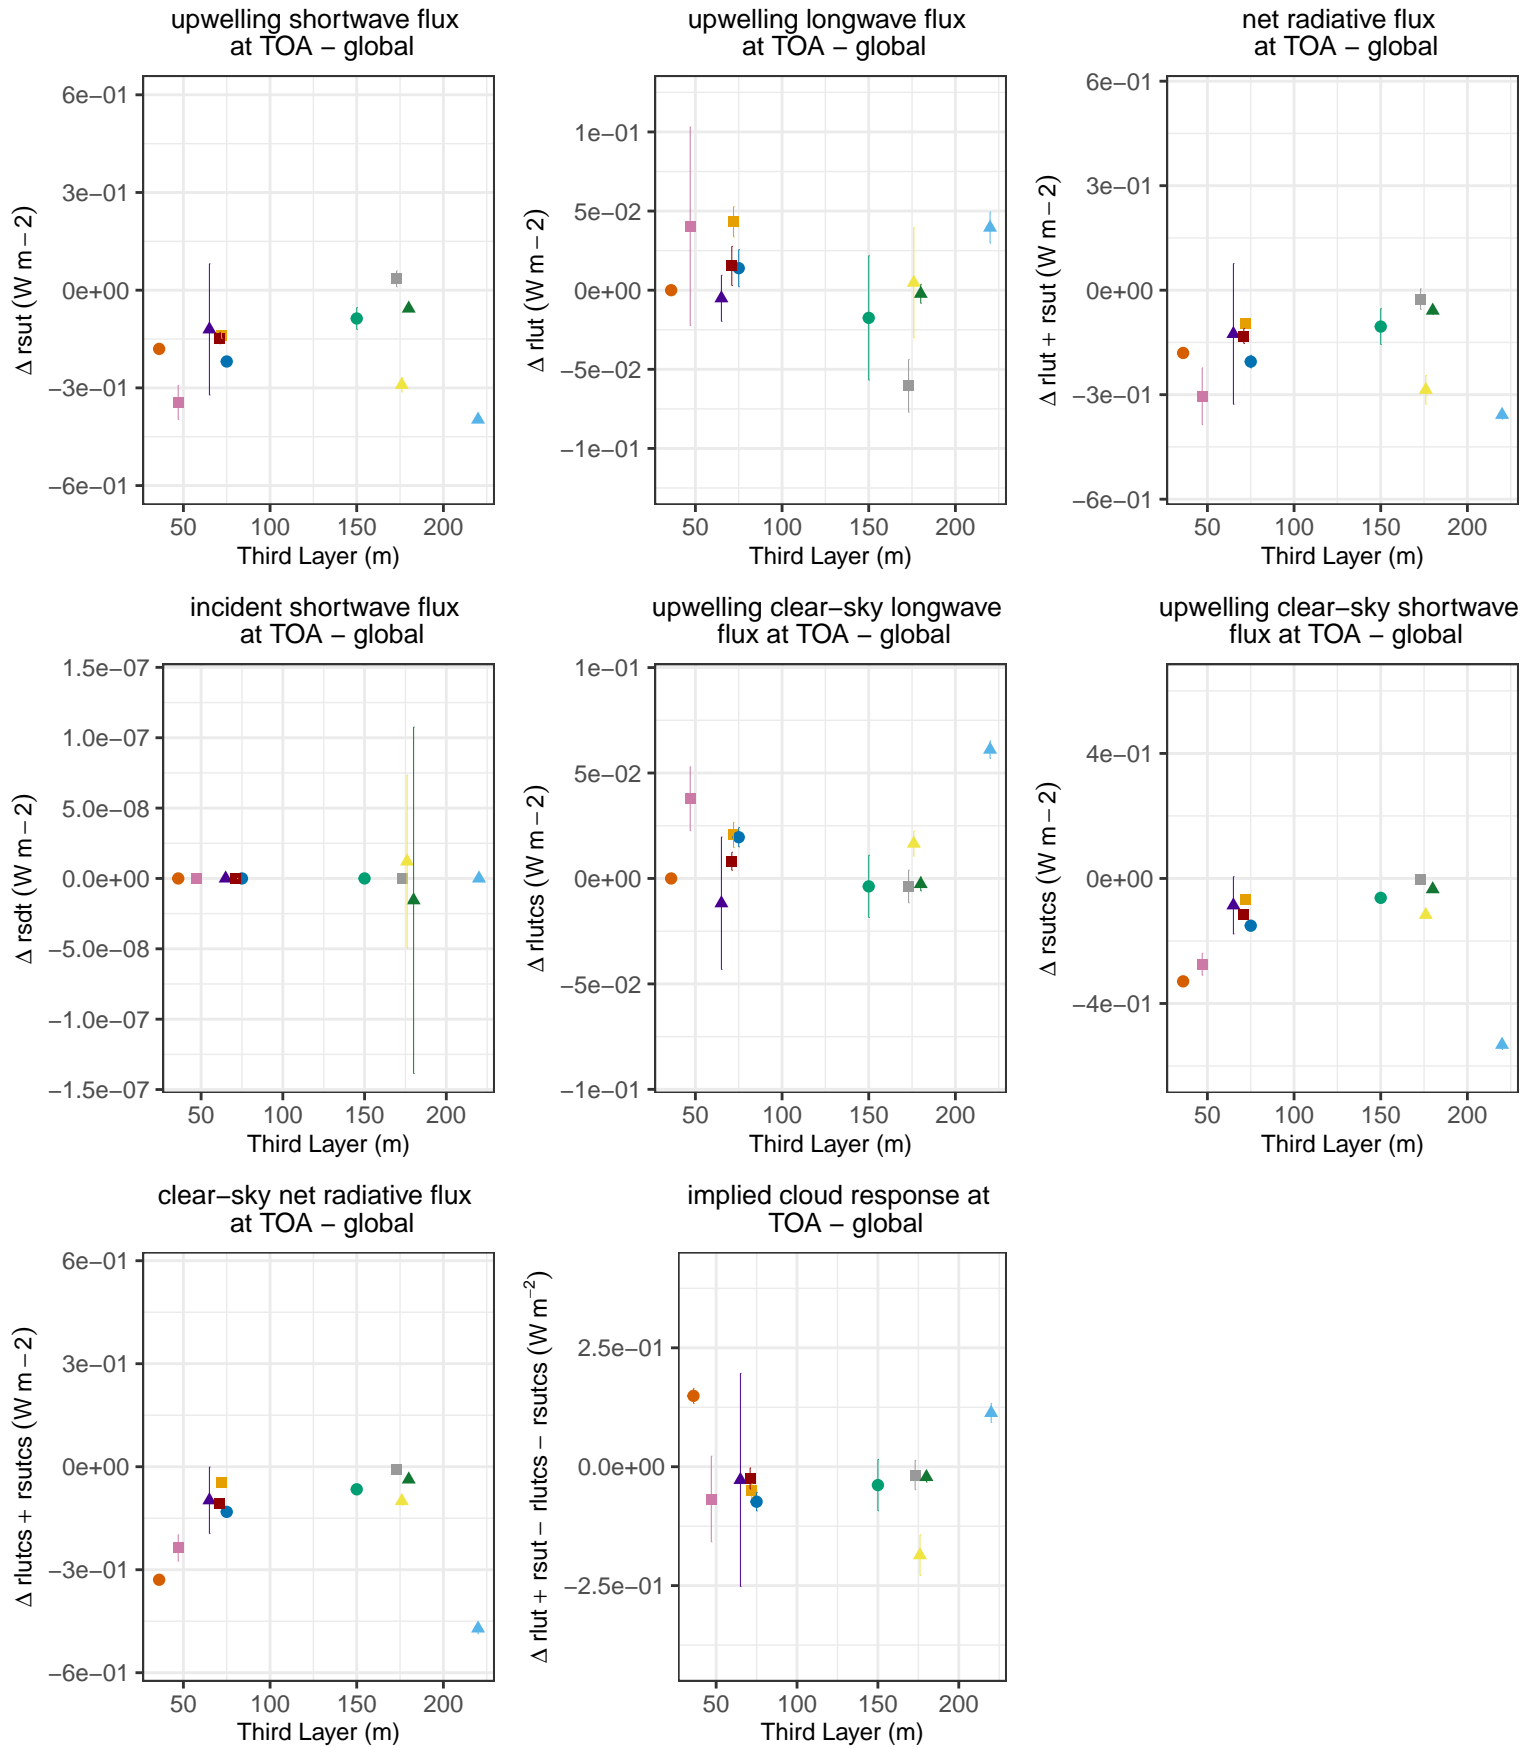 upwelling shortwave flux
at TOA − global
6e−01
3e−01
0e+00
−3e−01
−6e−01
Δ rsut (W m − 2)
50 100 150 200
Third Layer (m)
upwelling longwave flux
at TOA − global
1e−01
5e−02
0e+00
−5e−02
−1e−01
Δ rlut (W m − 2)
50 100 150 200
Third Layer (m)
net radiative flux
at TOA − global
6e−01
3e−01
0e+00
−3e−01
−6e−01
Δ rlut + rsut (W m − 2)
50 100 150 200
Third Layer (m)
incident shortwave flux
at TOA − global
1.5e−07
1.0e−07
5.0e−08
0.0e+00
−5.0e−08
−1.0e−07
−1.5e−07
Δ rsdt (W m − 2)
50 100 150 200
Third Layer (m)
upwelling clear−sky longwave
flux at TOA − global
1e−01
5e−02
0e+00
−5e−02
−1e−01
Δ rlutcs (W m − 2)
50 100 150 200
Third Layer (m)
upwelling clear−sky shortwave
flux at TOA − global
4e−01
0e+00
−4e−01
Δ rsutcs (W m − 2)
50 100 150 200
Third Layer (m)
clear−sky net radiative flux
at TOA − global
6e−01
3e−01
0e+00
−3e−01
−6e−01
Δ rlutcs + rsutcs (W m − 2)
50 100 150 200
Third Layer (m)
implied cloud response at
TOA − global
2.5e−01
0.0e+00
−2.5e−01
Δ rlut + rsut − rlutcs − rsutcs (W m⁻²)
50 100 150 200
Third Layer (m)